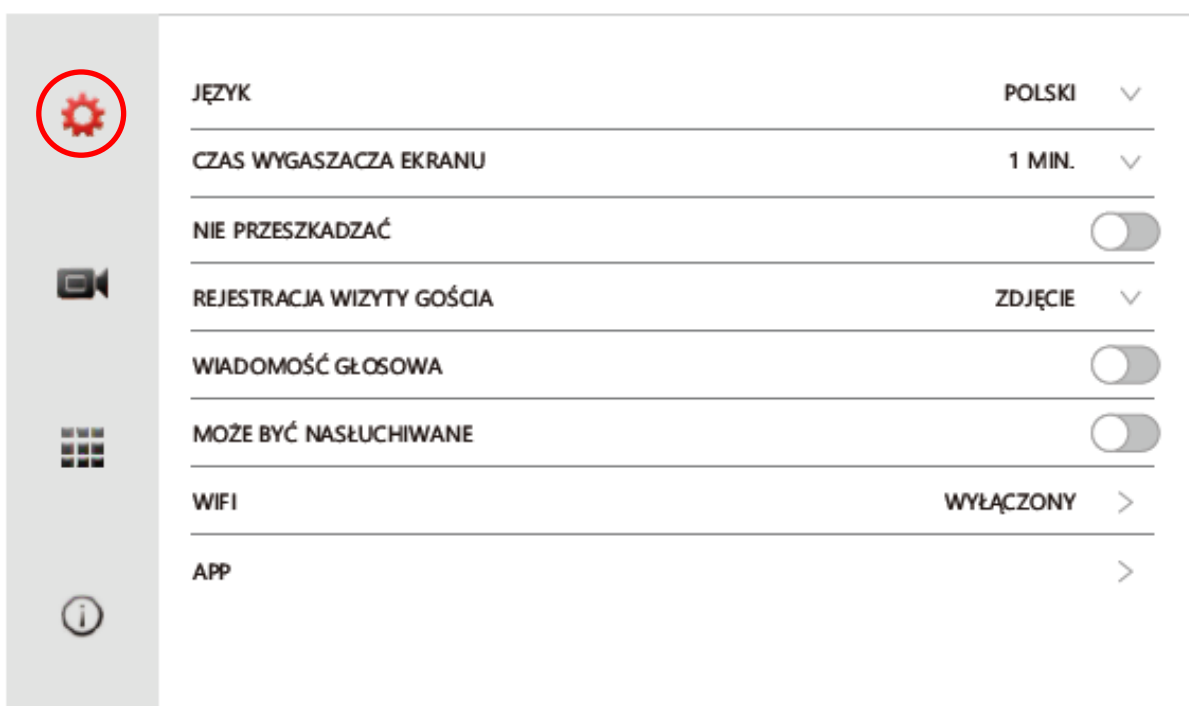 JĘZYK POLSKI
CZAS WYGASZACZA EKRANU 1 MIN.
NIE PRZESZKADZAĆ
REJESTRACJA WIZYTY GOŚCIA ZDJĘCIE
WIADOMOŚĆ GŁOSOWA
MOŻE BYĆ NASŁUCHIWANE
WIFI WYŁĄCZONY
APP